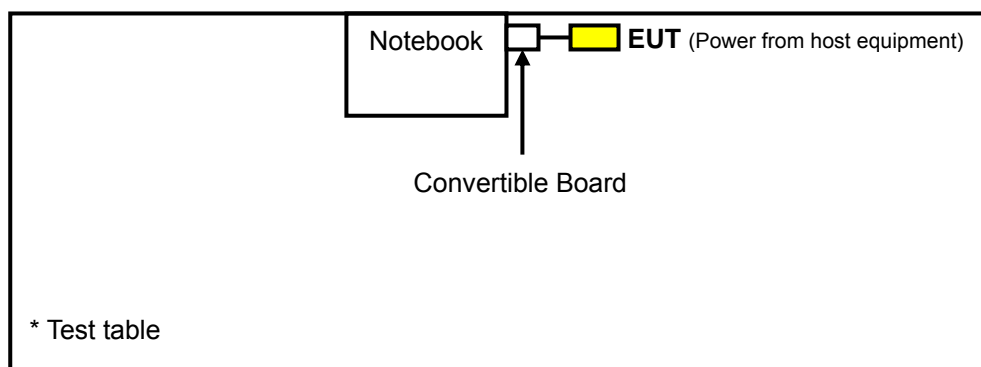 Notebook
EUT (Power from host equipment)
Convertible Board
* Test table